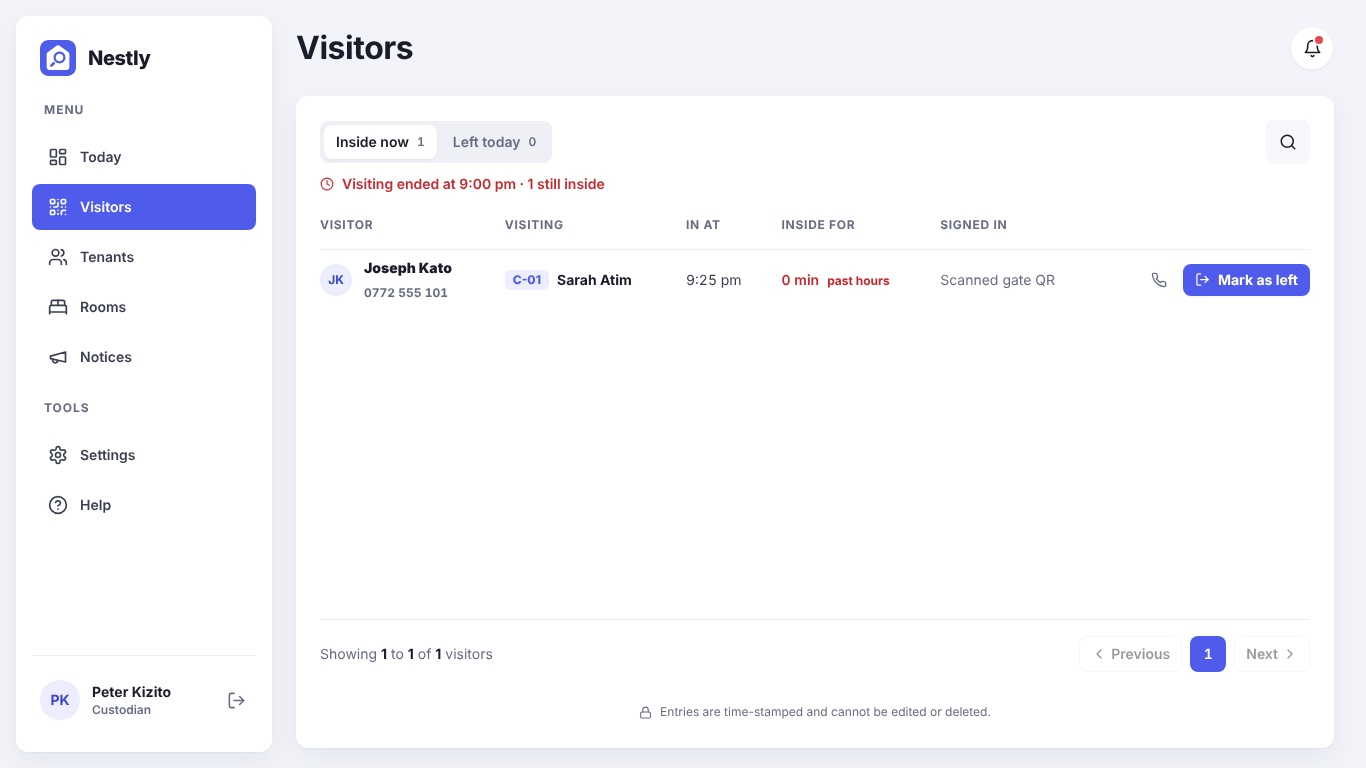 Nestly
MENU
Today
Visitors
Tenants
Rooms
Notices
TOOLS
Settings
Help
PK
Peter Kizito
Custodian
Visitors
Inside now 1
Left today 0
Visiting ended at 9:00 pm · 1 still inside
VISITOR VISITING IN AT INSIDE FOR SIGNED IN
JK Joseph Kato
0772 555 101
C-01 Sarah Atim 9:25 pm 0 min past hours Scanned gate QR Mark as left
Showing 1 to 1 of 1 visitors
Previous 1 Next
Entries are time-stamped and cannot be edited or deleted.